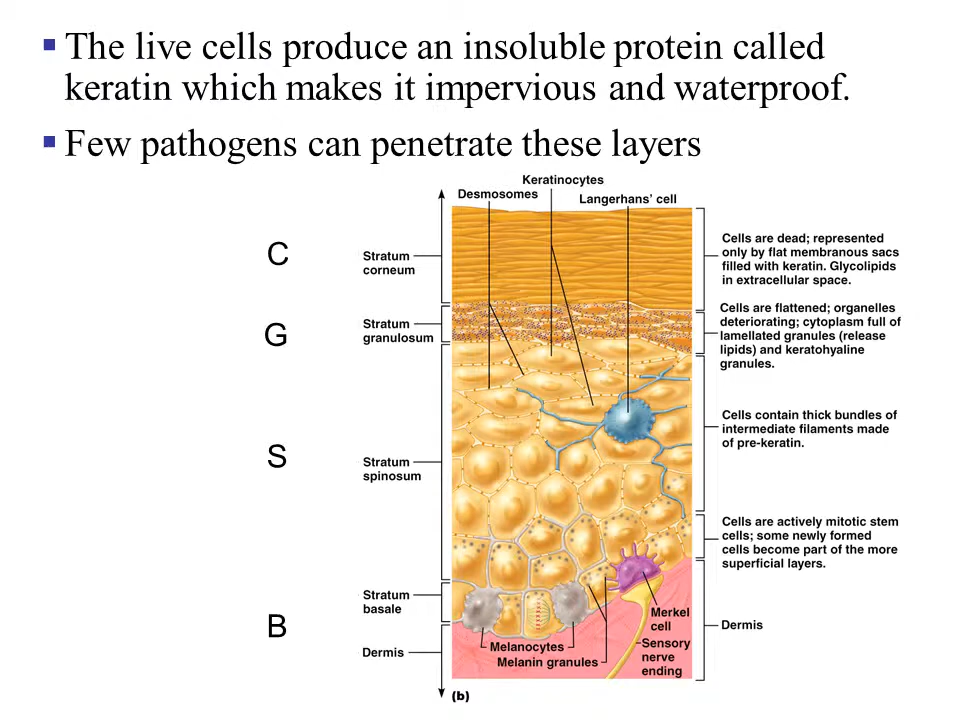 ▪ The live cells produce an insoluble protein called
keratin which makes it impervious and waterproof.
▪ Few pathogens can penetrate these layers
Keratinocytes
Desmosomes
Langerhans' cell
C
Stratum
corneum
Cells are dead; represented
only by flat membranous sacs
filled with keratin. Glycolipids
in extracellular space.
G
Stratum
granulosum
Cells are flattened; organelles
deteriorating; cytoplasm full of
lamellated granules (release
lipids) and keratohyaline
granules.
S
Stratum
spinosum
Cells contain thick bundles of
intermediate filaments made
of pre-keratin.
Cells are actively mitotic stem
cells; some newly formed
cells become part of the more
superficial layers.
B
Stratum
basale
Dermis
Melanocytes
Melanin granules
Merkel
cell
Sensory
nerve
ending
Dermis
(b)